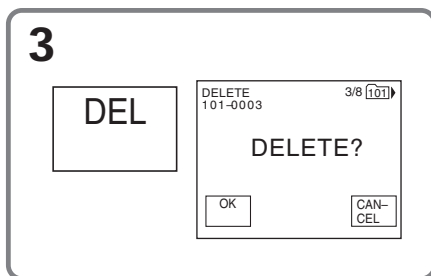 3
DEL
DELETE 3/8 101
101-0003
DELETE?
OK
CAN–
CEL